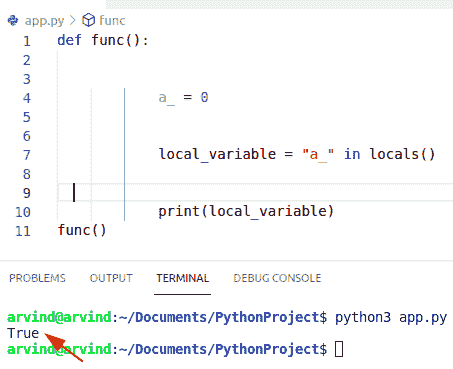 app.py > func
1 def func():
2
3
4 a_ = 0
5
6
7 local_variable = "a_" in locals()
8
9
10 print(local_variable)
11 func()
PROBLEMS OUTPUT TERMINAL DEBUG CONSOLE
arvind@arvind:~/Documents/PythonProject$ python3 app.py
True
arvind@arvind:~/Documents/PythonProject$